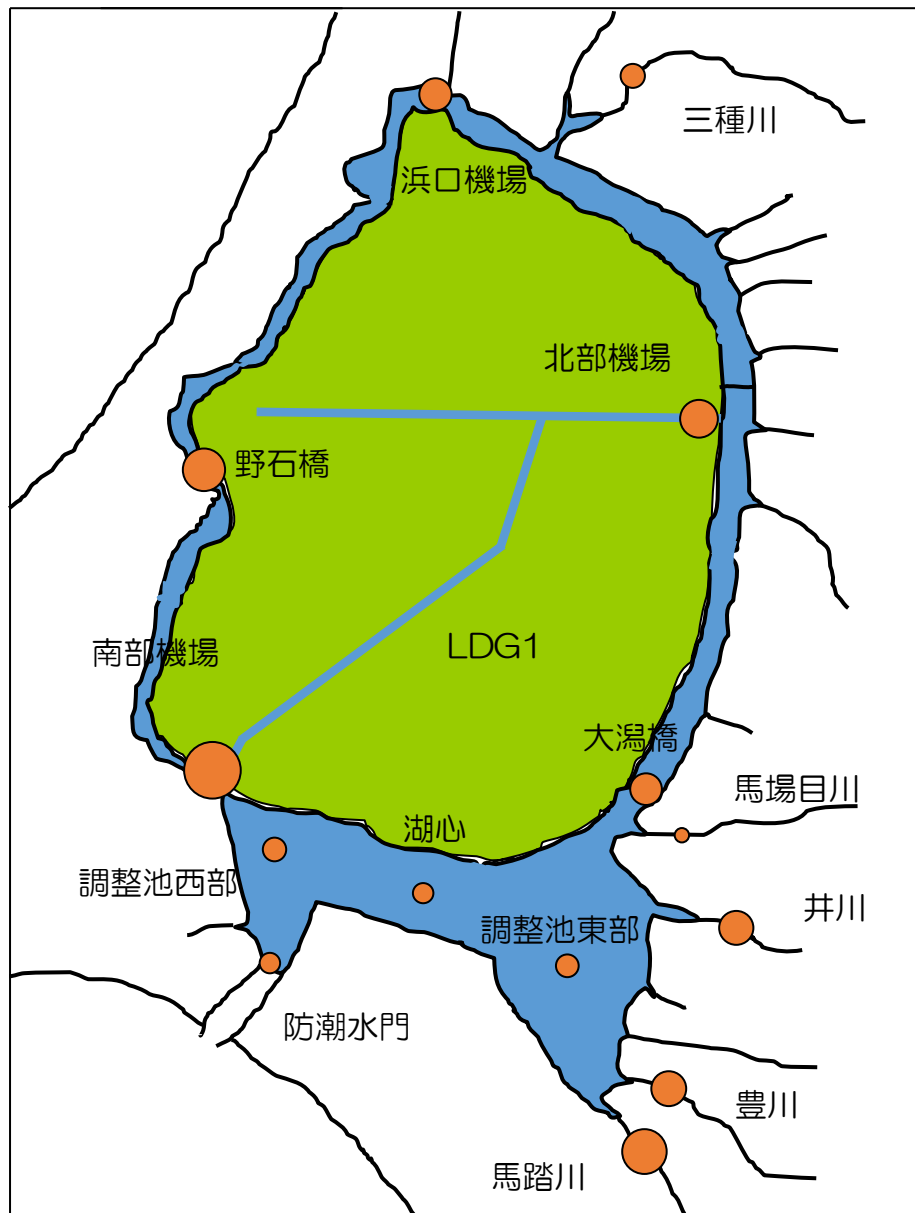 三種川
浜口機場
北部機場
野石橋
LDG1
南部機場
大潟橋
馬場目川
湖心
調整池西部
井川
調整池東部
防潮水門
豊川
馬踏川